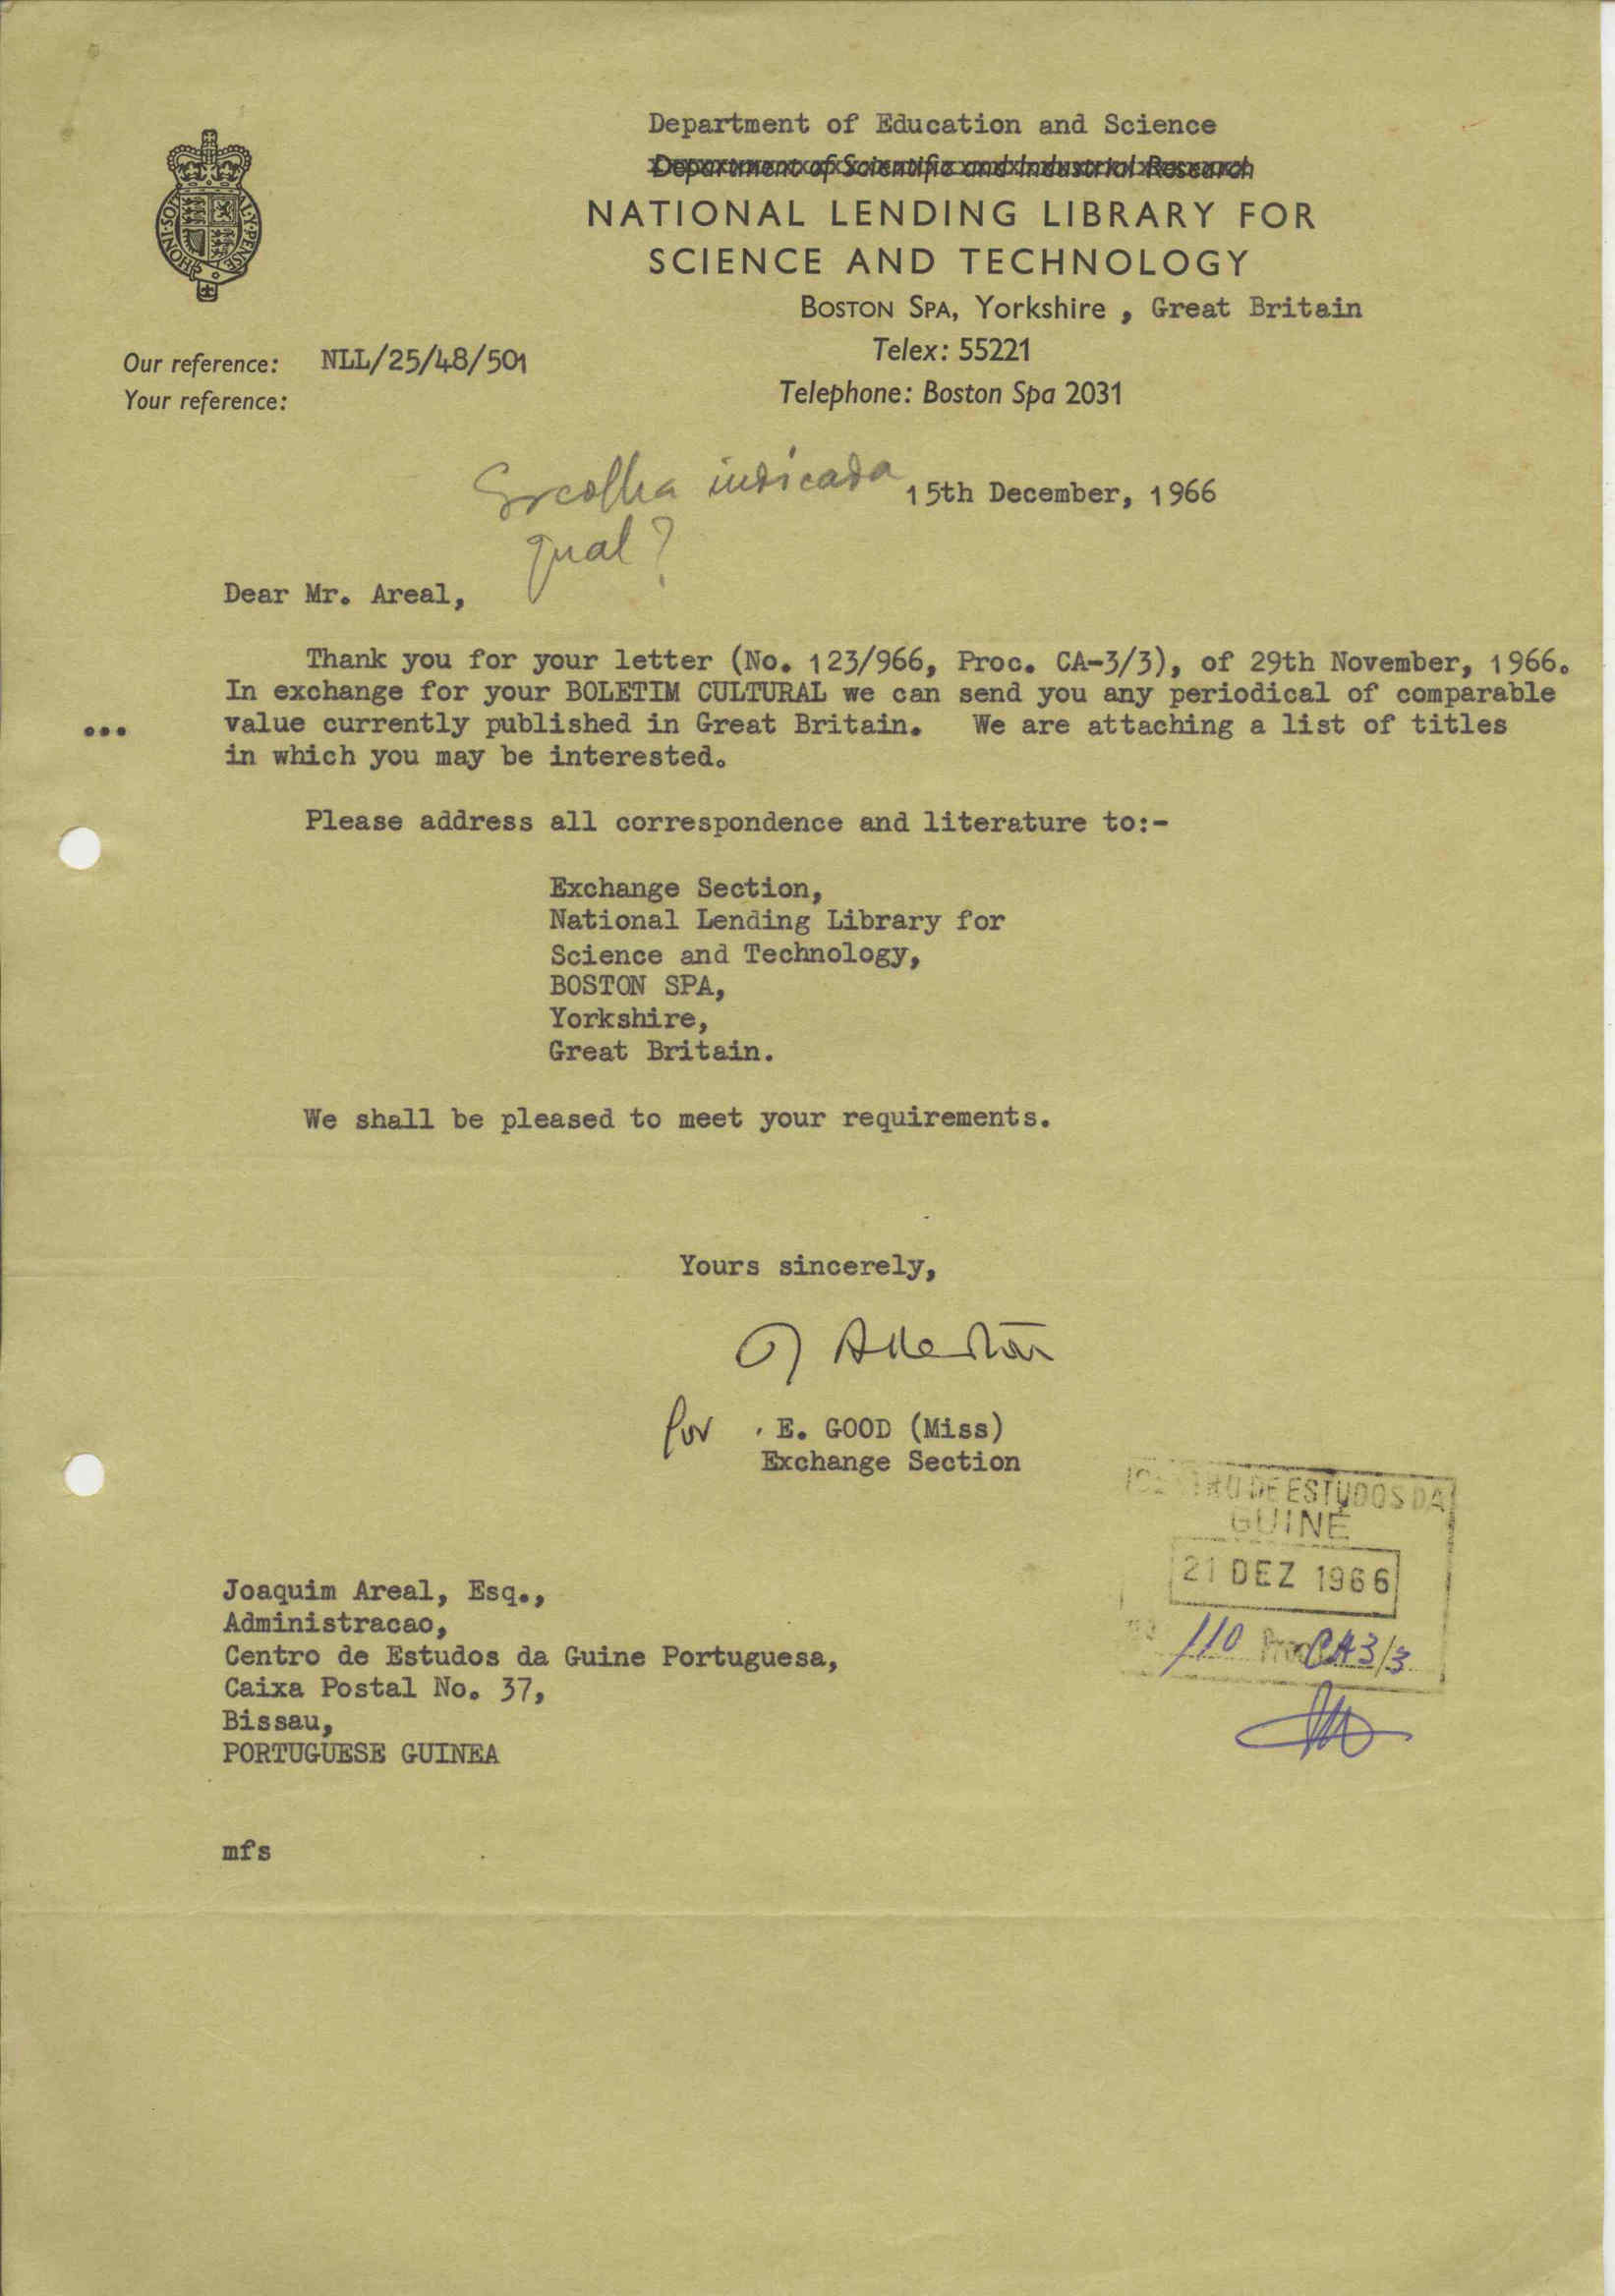 Department of Education and Science
Department of Scientific and Industrial Research
NATIONAL LENDING LIBRARY FOR
SCIENCE AND TECHNOLOGY
BOSTON SPA, Yorkshire , Great Britain
Telex: 55221
Telephone: Boston Spa 2031
Our reference: NLL/25/48/501
Your reference:
Escolha indicada
qual?
15th December, 1966
Dear Mr. Areal,
Thank you for your letter (No. 123/966, Proc. CA-3/3), of 29th November, 1966.
In exchange for your BOLETIM CULTURAL we can send you any periodical of comparable
... value currently published in Great Britain. We are attaching a list of titles
in which you may be interested.
Please address all correspondence and literature to:-
Exchange Section,
National Lending Library for
Science and Technology,
BOSTON SPA,
Yorkshire,
Great Britain.
We shall be pleased to meet your requirements.
Yours sincerely,
for E. GOOD (Miss)
Exchange Section
CENTRO DE ESTUDOS DA
GUINÉ
21 DEZ 1966
110 Proc CA3/3
Joaquim Areal, Esq.,
Administracao,
Centro de Estudos da Guine Portuguesa,
Caixa Postal No. 37,
Bissau,
PORTUGUESE GUINEA
mfs